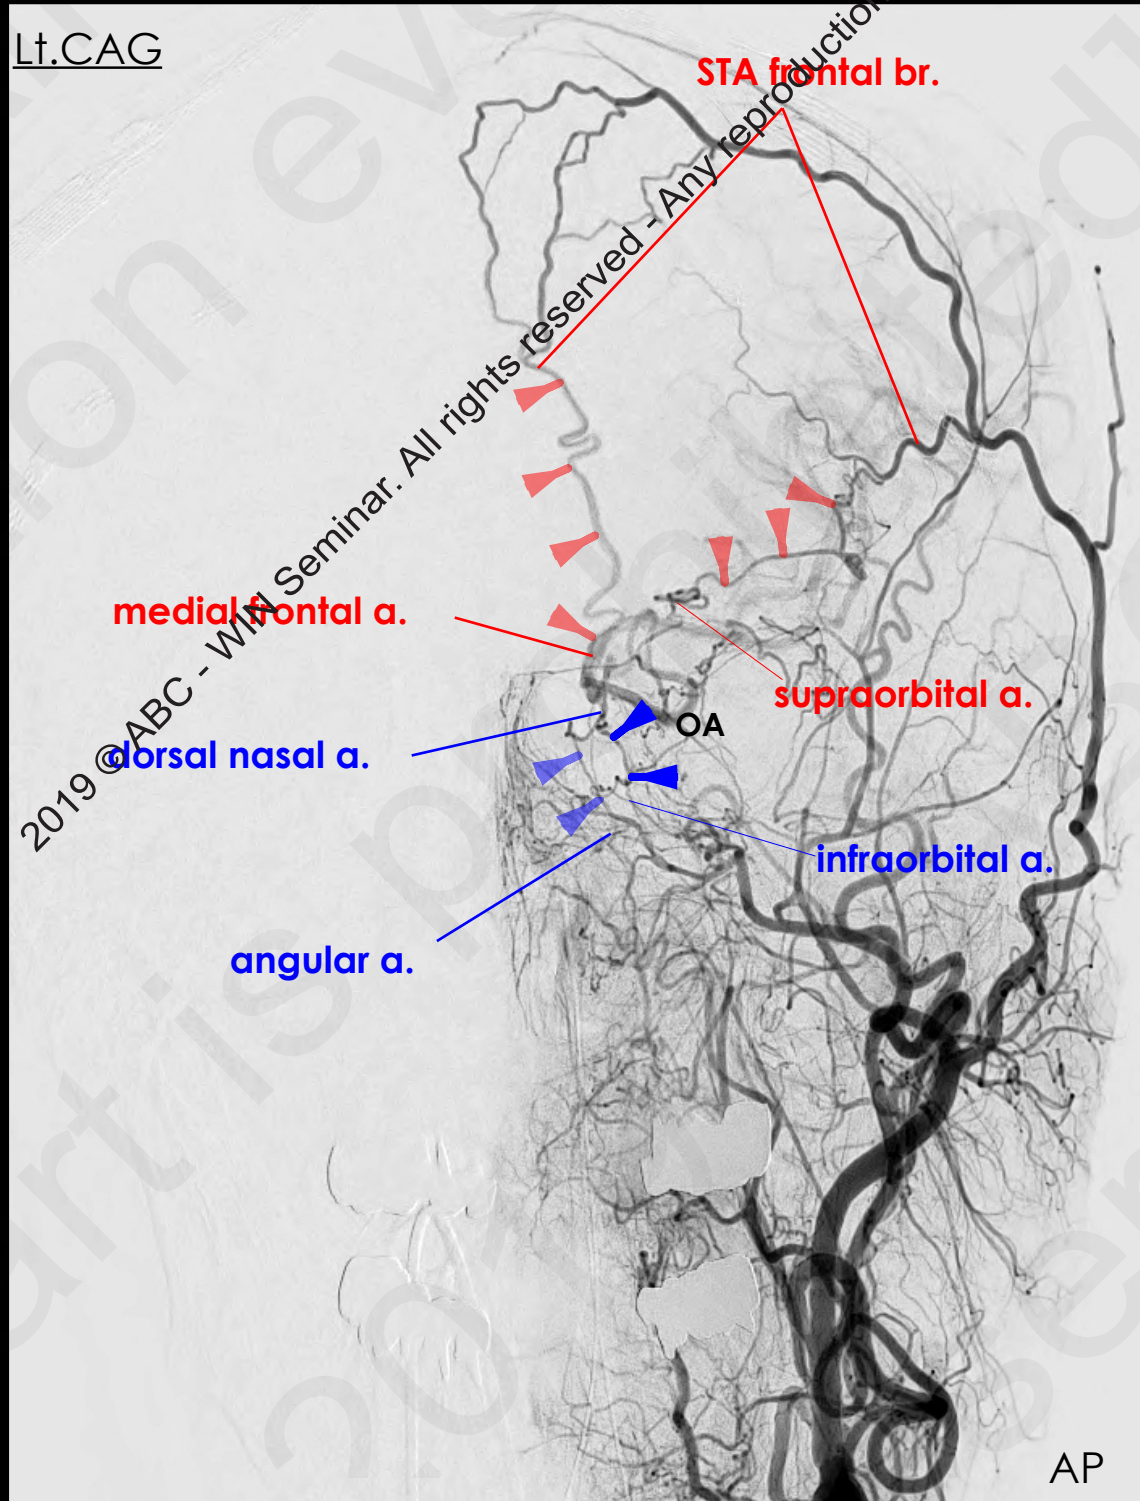 Lt.CAG
STA frontal br.
medial frontal a.
supraorbital a.
OA
dorsal nasal a.
infraorbital a.
angular a.
2019 © ABC - WIN Seminar. All rights reserved - Any reproduction
AP